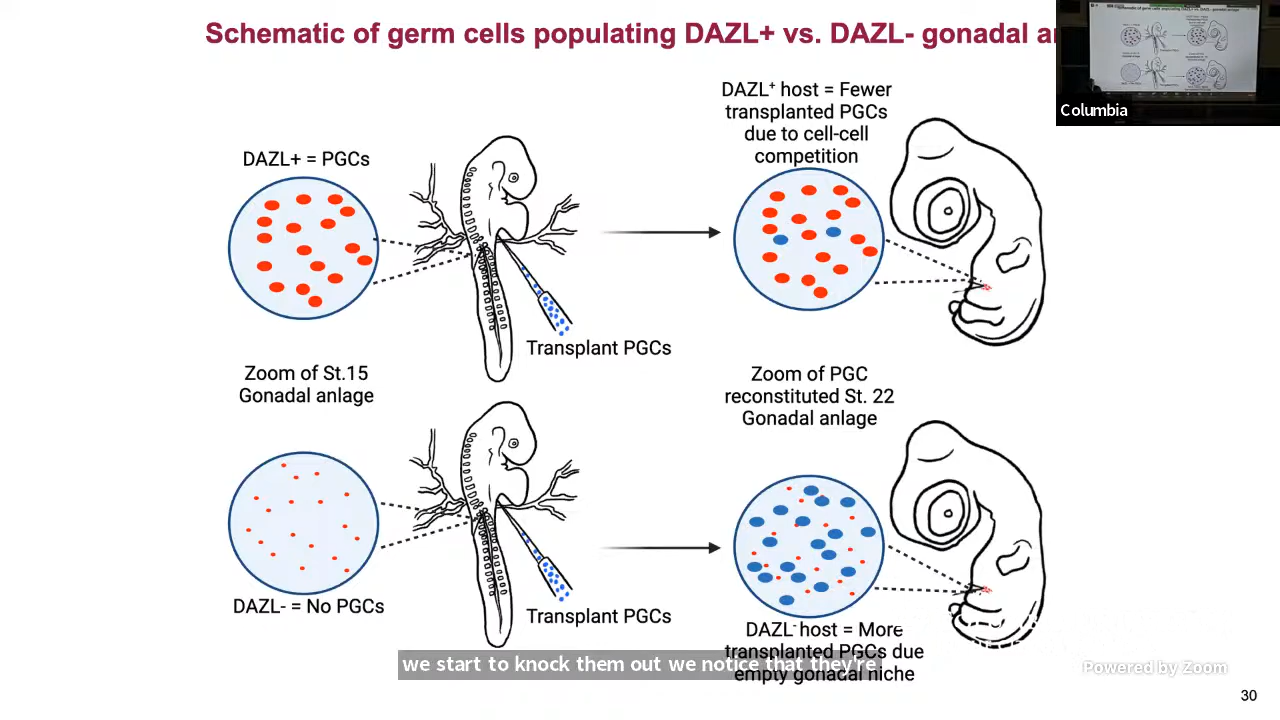 Schematic of germ cells populating DAZL+ vs. DAZL- gonadal
Columbia
DAZL+ = PGCs
DAZL⁺ host = Fewer
transplanted PGCs
due to cell-cell
competition
Transplant PGCs
Zoom of St.15
Gonadal anlage
Zoom of PGC
reconstituted St. 22
Gonadal anlage
DAZL- = No PGCs
Transplant PGCs
DAZL⁻ host = More
transplanted PGCs due
empty gonadal niche
we start to knock them out we notice that they're
Powered by Zoom
30